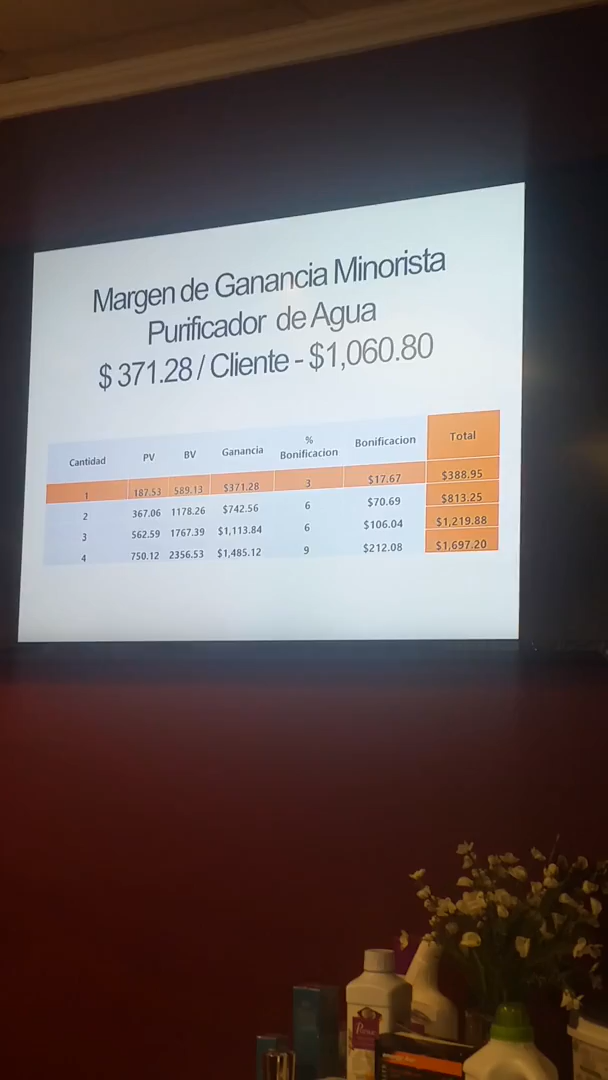 Margen de Ganancia Minorista
Purificador de Agua
$ 371.28 / Cliente - $1,060.80
Cantidad PV BV Ganancia % Bonificacion Bonificacion Total
1 187.53 589.13 $371.28 3 $17.67 $388.95
2 367.06 1178.26 $742.56 6 $70.69 $813.25
3 562.59 1767.39 $1,113.84 6 $106.04 $1,219.88
4 750.12 2356.53 $1,485.12 9 $212.08 $1,697.20